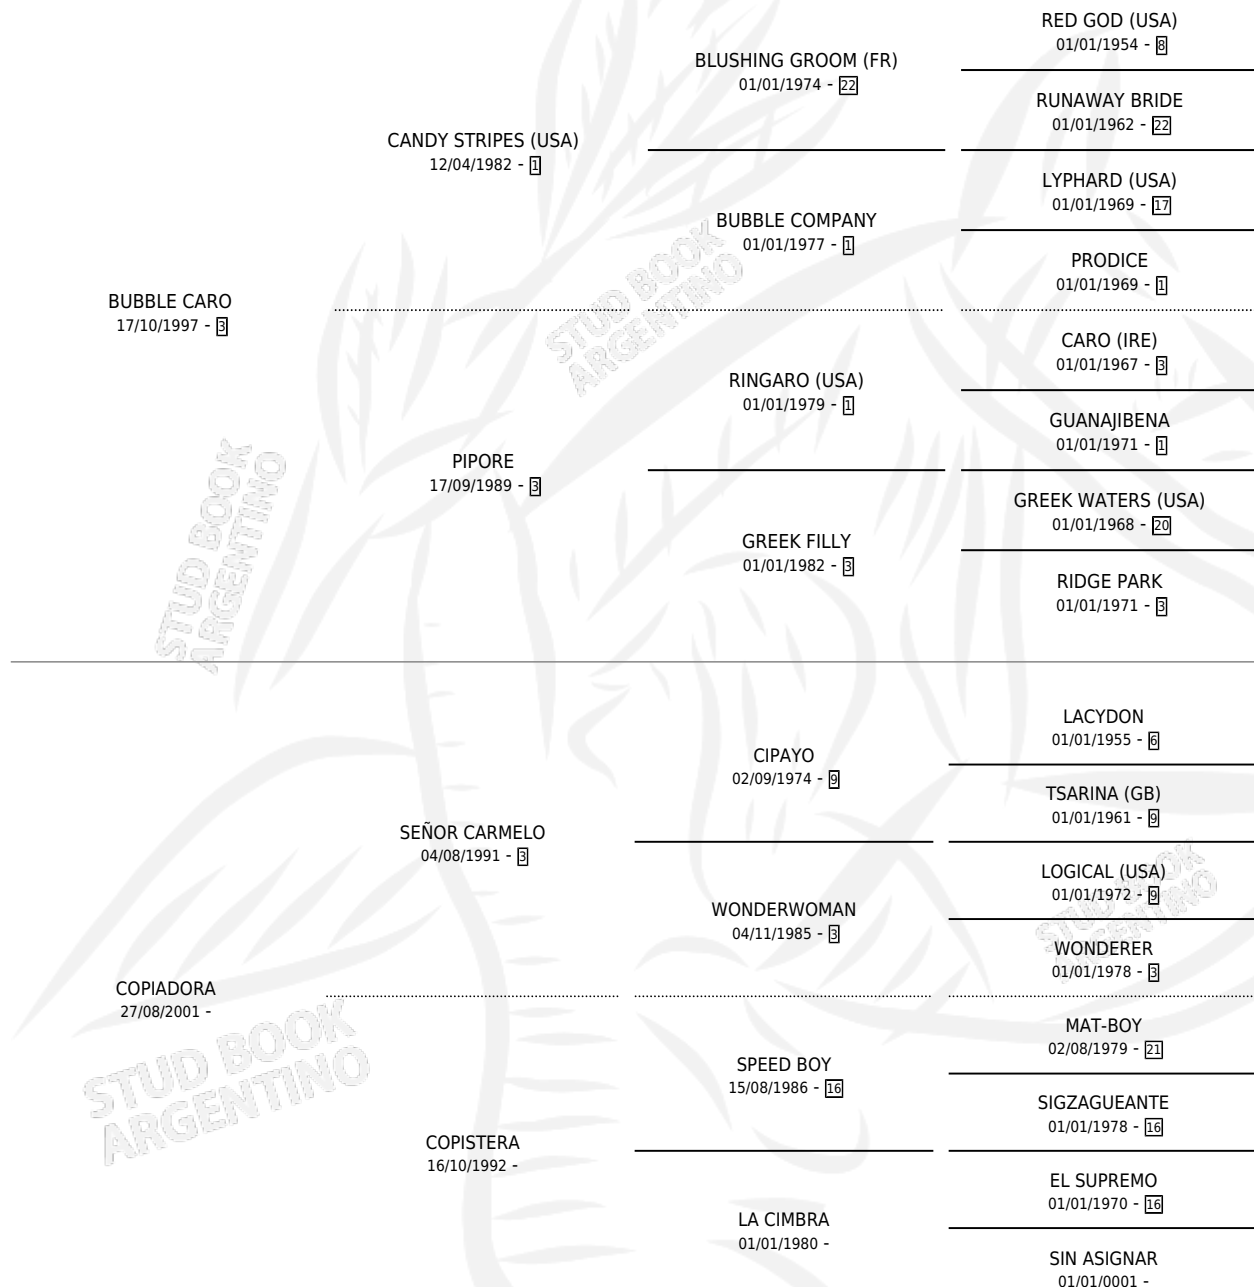 RED GOD (USA)
01/01/1954 - 8
BLUSHING GROOM (FR)
01/01/1974 - 22
RUNAWAY BRIDE
01/01/1962 - 22
CANDY STRIPES (USA)
12/04/1982 - 1
LYPHARD (USA)
01/01/1969 - 17
BUBBLE COMPANY
01/01/1977 - 1
PRODICE
01/01/1969 - 1
BUBBLE CARO
17/10/1997 - 3
CARO (IRE)
01/01/1967 - 3
RINGARO (USA)
01/01/1979 - 1
GUANAJIBENA
01/01/1971 - 1
PIPORE
17/09/1989 - 3
GREEK WATERS (USA)
01/01/1968 - 20
GREEK FILLY
01/01/1982 - 3
RIDGE PARK
01/01/1971 - 3
LACYDON
01/01/1955 - 6
CIPAYO
02/09/1974 - 9
TSARINA (GB)
01/01/1961 - 9
SEÑOR CARMELO
04/08/1991 - 3
LOGICAL (USA)
01/01/1972 - 9
WONDERWOMAN
04/11/1985 - 3
WONDERER
01/01/1978 - 3
COPIADORA
27/08/2001 -
MAT-BOY
02/08/1979 - 21
SPEED BOY
15/08/1986 - 16
SIGZAGUEANTE
01/01/1978 - 16
COPISTERA
16/10/1992 -
EL SUPREMO
01/01/1970 - 16
LA CIMBRA
01/01/1980 -
SIN ASIGNAR
01/01/0001 -
STUD BOOK
ARGENTINO
STUD BOOK
ARGENTINO
STUD BOOK
ARGENTINO
STUD BOOK
ARGENTINO